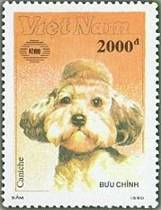 Việt Nam
2000đ
Caniche
BƯU CHÍNH
1990